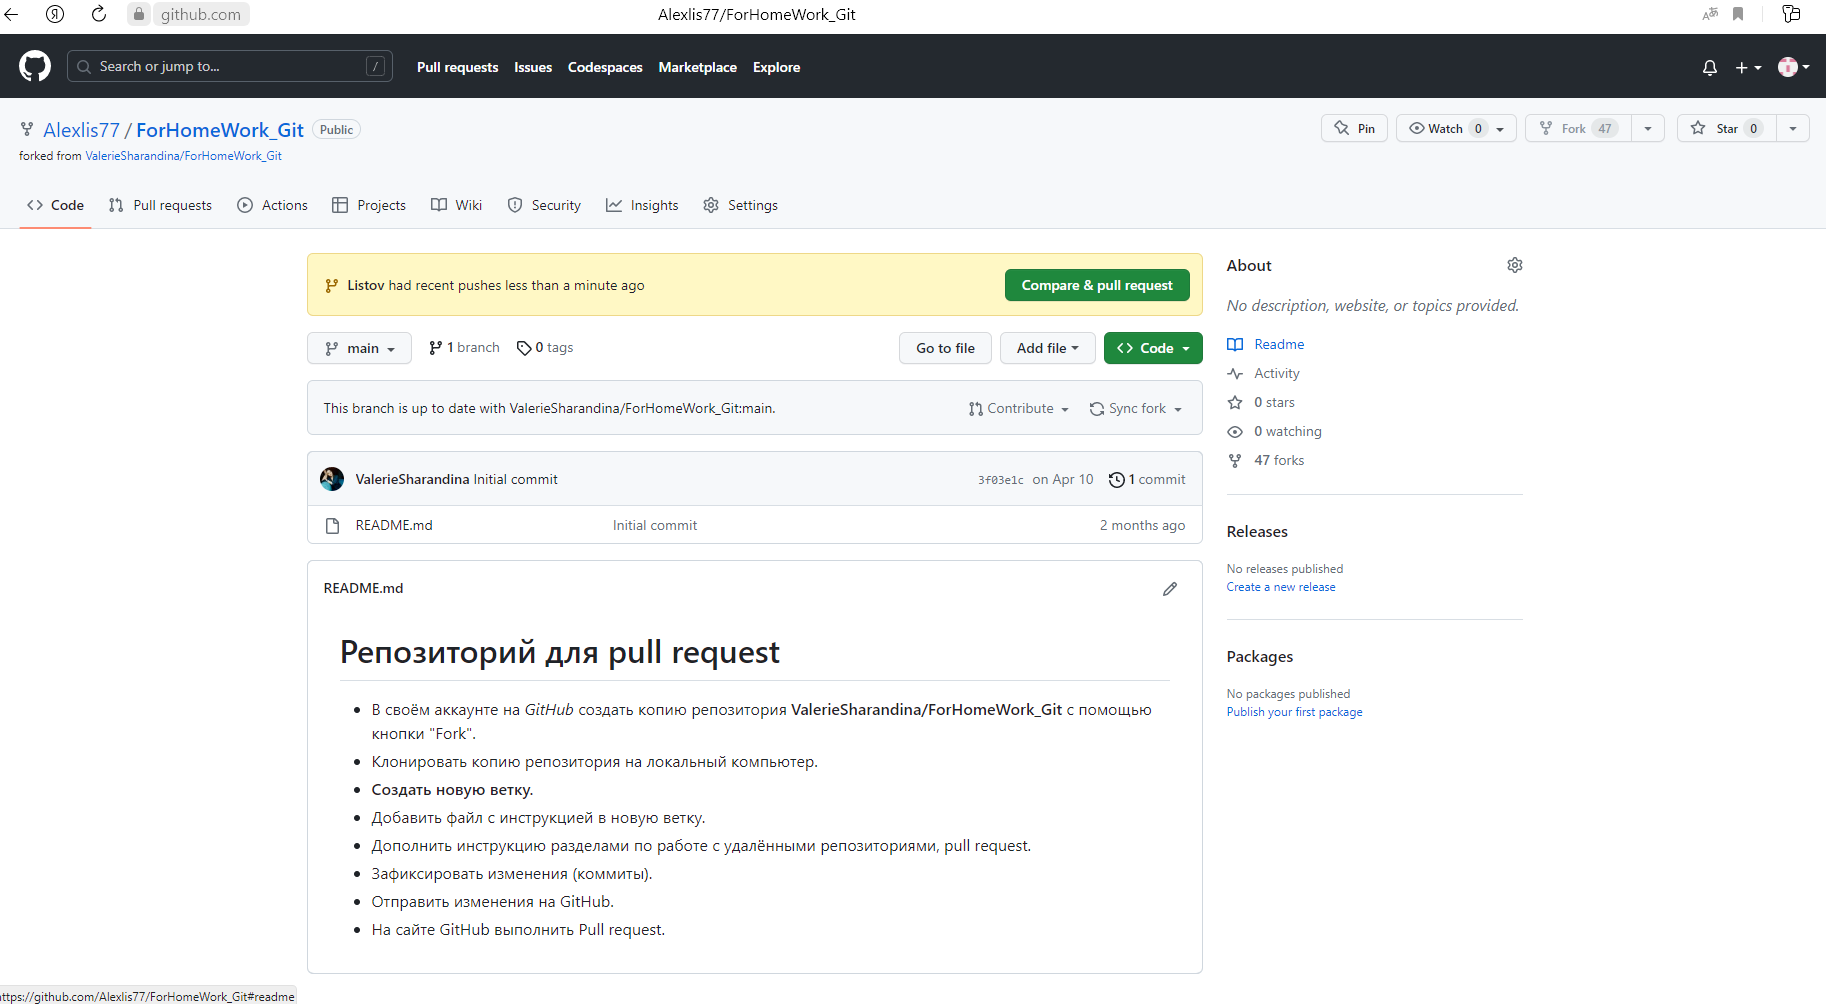 github.com
Alexlis77/ForHomeWork_Git
Search or jump to...
/
Pull requests
Issues
Codespaces
Marketplace
Explore
Alexlis77 / ForHomeWork_Git
Public
forked from ValerieSharandina/ForHomeWork_Git
Pin
Watch 0
Fork 47
Star 0
Code
Pull requests
Actions
Projects
Wiki
Security
Insights
Settings
Listov had recent pushes less than a minute ago
Compare & pull request
main
1 branch
0 tags
Go to file
Add file
Code
This branch is up to date with ValerieSharandina/ForHomeWork_Git:main.
Contribute
Sync fork
ValerieSharandina Initial commit
3f03e1c on Apr 10
1 commit
README.md
Initial commit
2 months ago
README.md
Репозиторий для pull request
В своём аккаунте на GitHub создать копию репозитория ValerieSharandina/ForHomeWork_Git с помощью
кнопки "Fork".
Клонировать копию репозитория на локальный компьютер.
Создать новую ветку.
Добавить файл с инструкцией в новую ветку.
Дополнить инструкцию разделами по работе с удалёнными репозиториями, pull request.
Зафиксировать изменения (коммиты).
Отправить изменения на GitHub.
На сайте GitHub выполнить Pull request.
About
No description, website, or topics provided.
Readme
Activity
0 stars
0 watching
47 forks
Releases
No releases published
Create a new release
Packages
No packages published
Publish your first package
ttps://github.com/Alexlis77/ForHomeWork_Git#readme